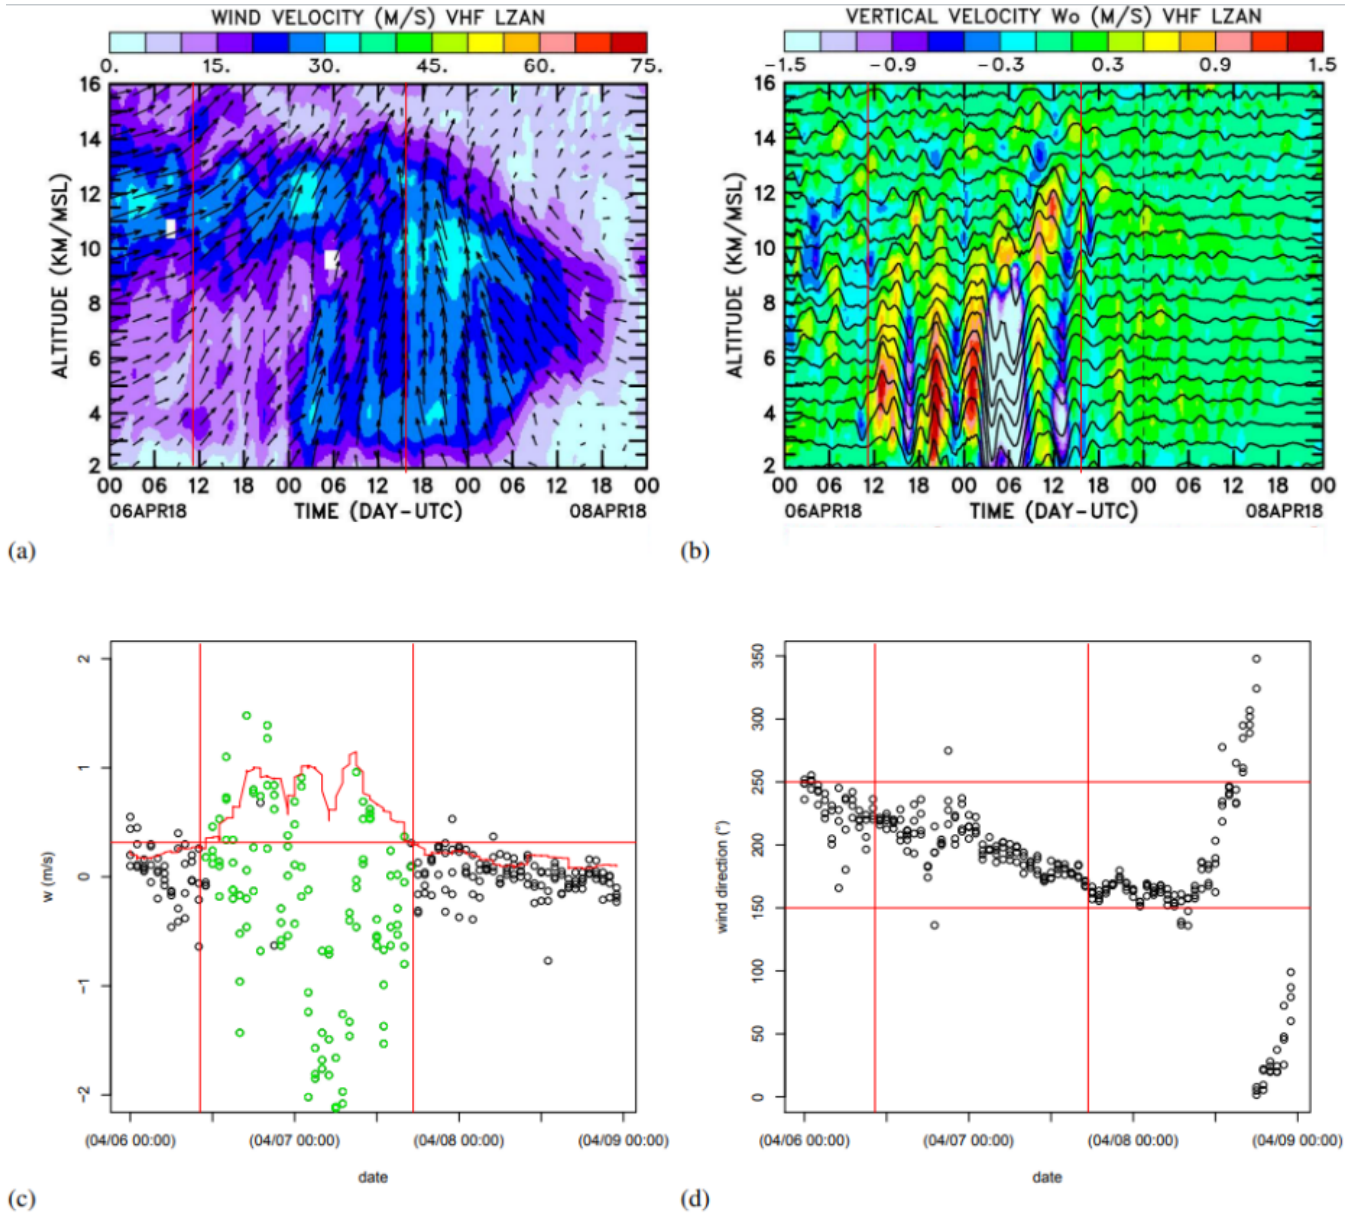 WIND VELOCITY (M/S) VHF LZAN
0. 15. 30. 45. 60. 75.
16
14
12
10
8
6
4
2
ALTITUDE (KM/MSL)
00 06 12 18 00 06 12 18 00 06 12 18 00
06APR18 TIME (DAY-UTC) 08APR18
(a)
VERTICAL VELOCITY Wo (M/S) VHF LZAN
-1.5 -0.9 -0.3 0.3 0.9 1.5
16
14
12
10
8
6
4
2
ALTITUDE (KM/MSL)
00 06 12 18 00 06 12 18 00 06 12 18 00
06APR18 TIME (DAY-UTC) 08APR18
(b)
2
1
0
-1
-2
w (m/s)
(04/06 00:00) (04/07 00:00) (04/08 00:00) (04/09 00:00)
date
(c)
350
300
250
200
150
100
50
0
wind direction (°)
(04/06 00:00) (04/07 00:00) (04/08 00:00) (04/09 00:00)
date
(d)